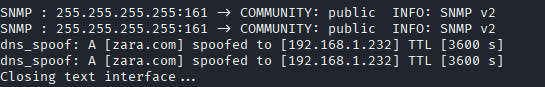 SNMP : 255.255.255.255:161 → COMMUNITY: public  INFO: SNMP v2
SNMP : 255.255.255.255:161 → COMMUNITY: public  INFO: SNMP v2
dns_spoof: A [zara.com] spoofed to [192.168.1.232] TTL [3600 s]
dns_spoof: A [zara.com] spoofed to [192.168.1.232] TTL [3600 s]
Closing text interface...